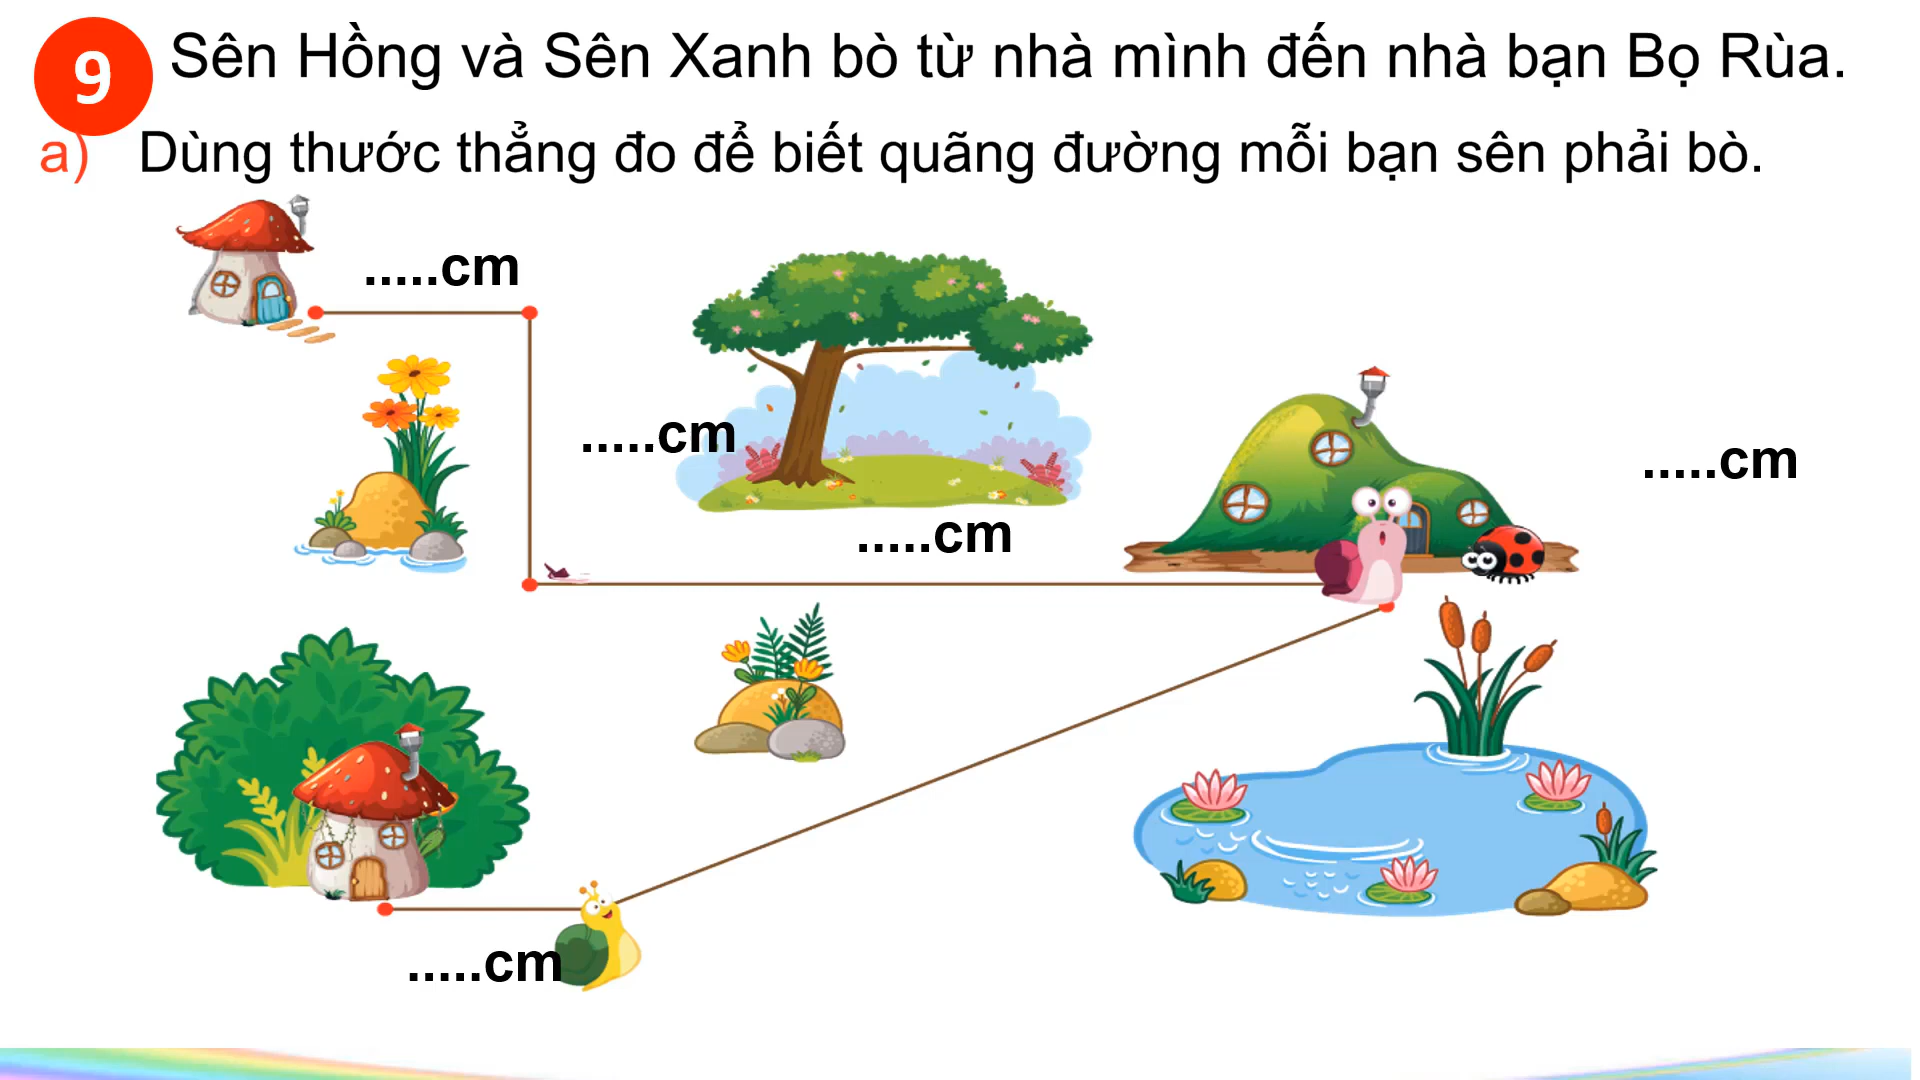 9 Sên Hồng và Sên Xanh bò từ nhà mình đến nhà bạn Bọ Rùa.
a) Dùng thước thẳng đo để biết quãng đường mỗi bạn sên phải bò.
.....cm
.....cm
.....cm
.....cm
.....cm